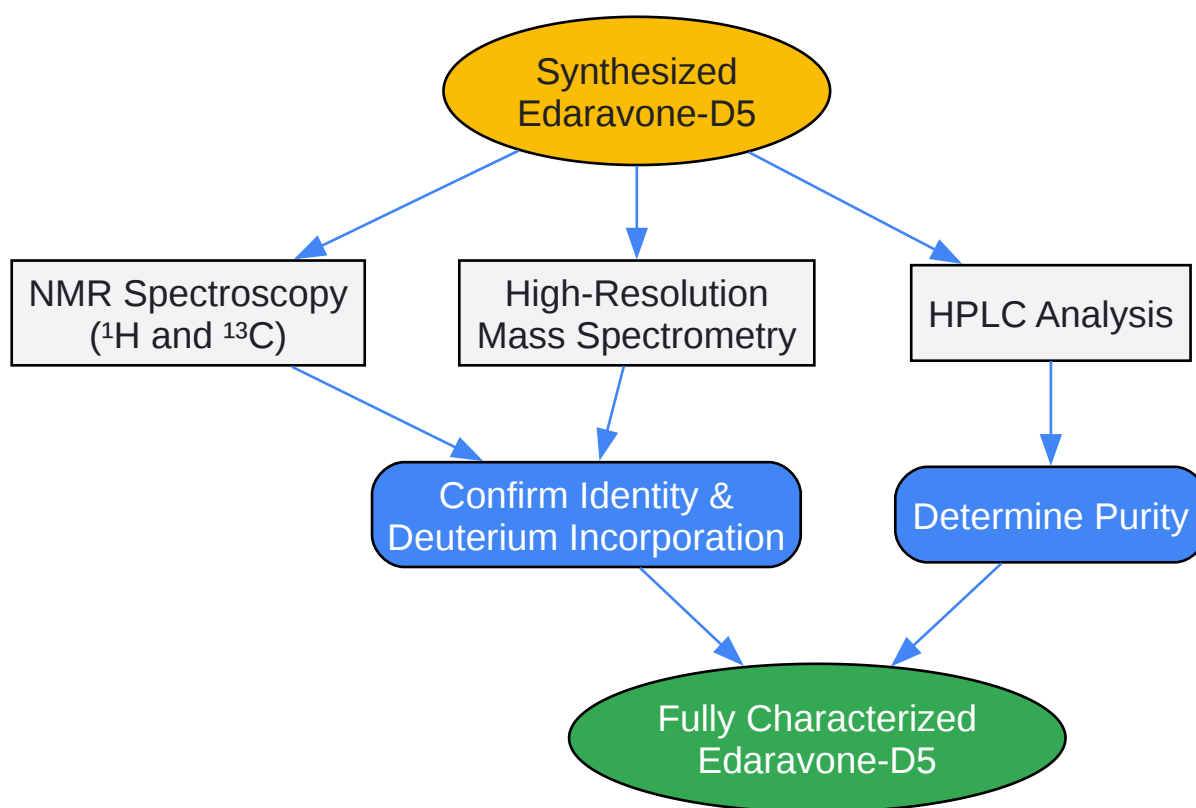 Synthesized
Edaravone-D5
NMR Spectroscopy
(¹H and ¹³C)
High-Resolution
Mass Spectrometry
HPLC Analysis
Confirm Identity &
Deuterium Incorporation
Determine Purity
Fully Characterized
Edaravone-D5